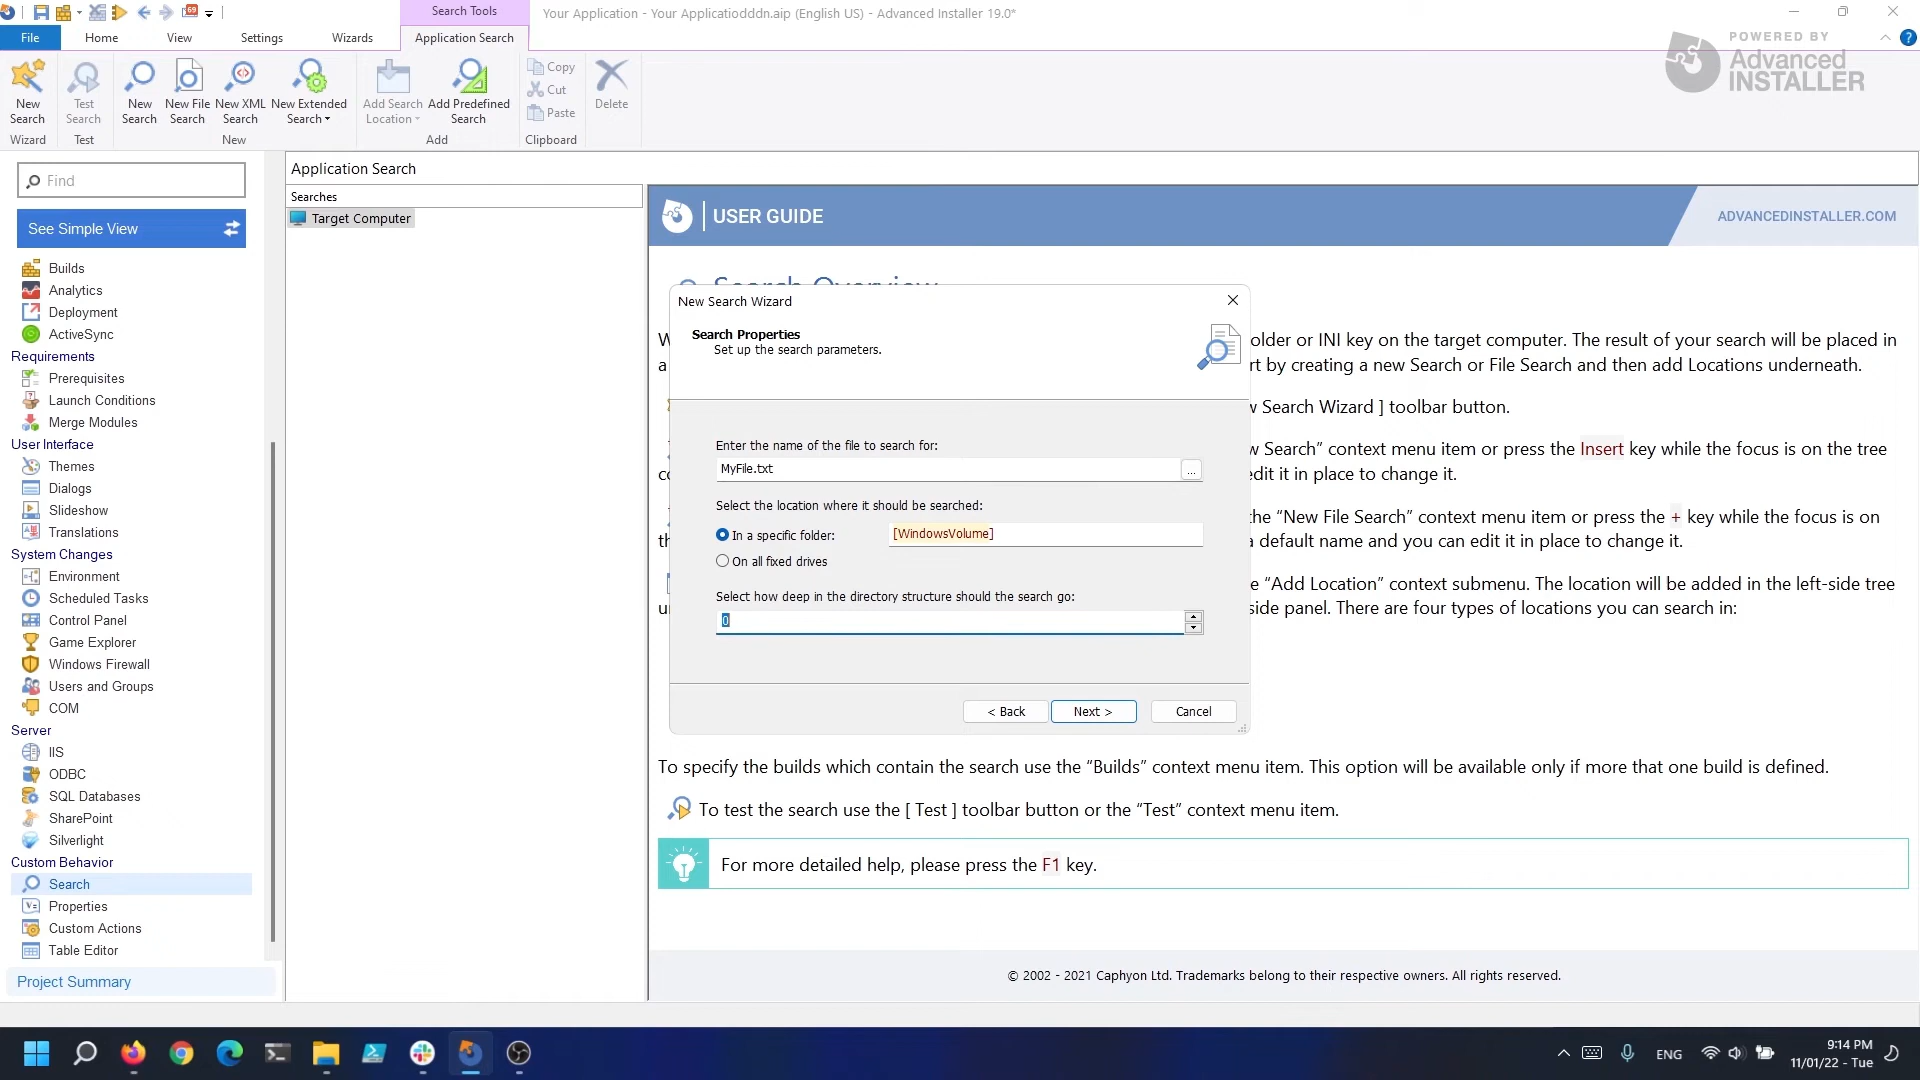 Search Tools
Your Application - Your Applicatiodddn.aip (English US) - Advanced Installer 19.0*
File
Home
View
Settings
Wizards
Application Search
POWERED BY
Advanced
INSTALLER
New
Search
Wizard
Test
Search
Test
New
Search
New File
Search
New XML
Search
New Extended
Search
New
Add Search
Location
Add Predefined
Search
Add
Copy
Cut
Paste
Clipboard
Delete
Find
See Simple View
Builds
Analytics
Deployment
ActiveSync
Requirements
Prerequisites
Launch Conditions
Merge Modules
User Interface
Themes
Dialogs
Slideshow
Translations
System Changes
Environment
Scheduled Tasks
Control Panel
Game Explorer
Windows Firewall
Users and Groups
COM
Server
IIS
ODBC
SQL Databases
SharePoint
Silverlight
Custom Behavior
Search
Properties
Custom Actions
Table Editor
Project Summary
Application Search
Searches
Target Computer
USER GUIDE
ADVANCEDINSTALLER.COM
Search Overview
older or INI key on the target computer. The result of your search will be placed in
a
rt by creating a new Search or File Search and then add Locations underneath.
w Search Wizard ] toolbar button.
w Search” context menu item or press the Insert key while the focus is on the tree
edit it in place to change it.
the “New File Search” context menu item or press the + key while the focus is on
a default name and you can edit it in place to change it.
e “Add Location” context submenu. The location will be added in the left-side tree
side panel. There are four types of locations you can search in:
New Search Wizard
Search Properties
Set up the search parameters.
Enter the name of the file to search for:
MyFile.txt
...
Select the location where it should be searched:
In a specific folder:
[WindowsVolume]
On all fixed drives
Select how deep in the directory structure should the search go:
0
< Back
Next >
Cancel
To specify the builds which contain the search use the “Builds” context menu item. This option will be available only if more that one build is defined.
To test the search use the [ Test ] toolbar button or the “Test” context menu item.
For more detailed help, please press the F1 key.
© 2002 - 2021 Caphyon Ltd. Trademarks belong to their respective owners. All rights reserved.
ENG
9:14 PM
11/01/22 - Tue